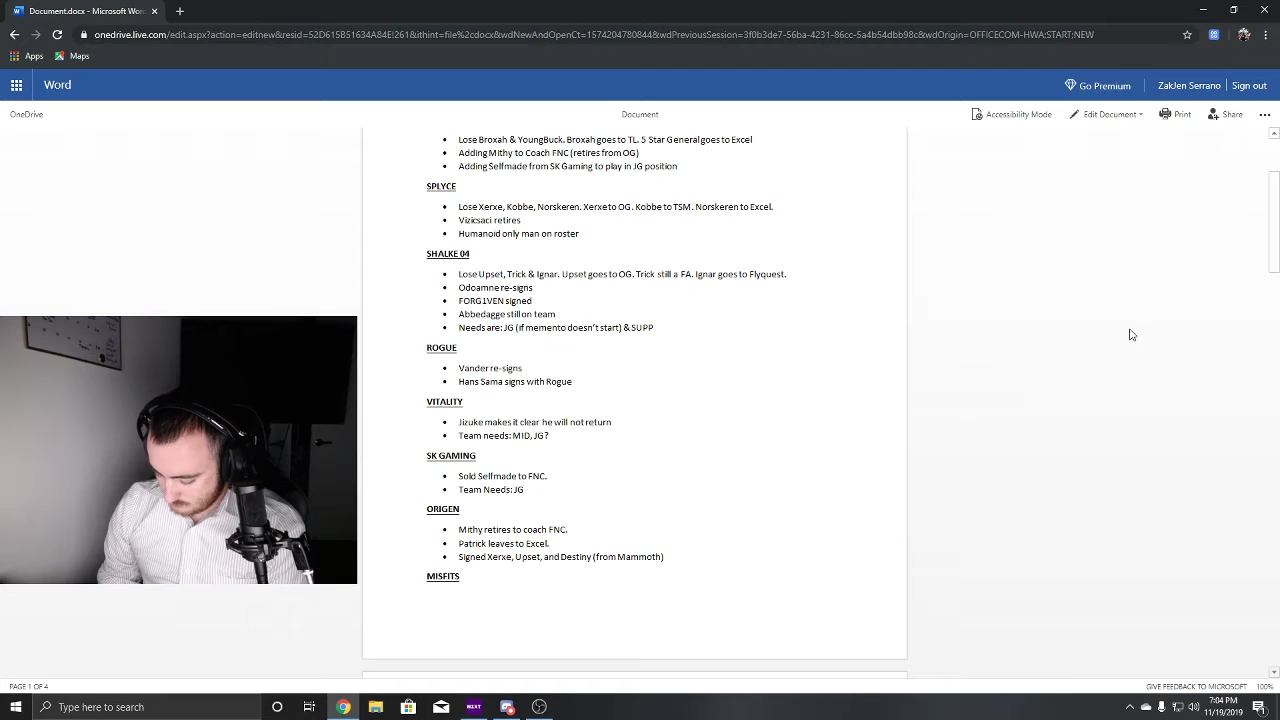 Document.docx - Microsoft Wor
onedrive.live.com/edit.aspx?action=editnew&resid=52D615B51634A84E!261&ithint=file%2cdocx&wdNewAndOpenCt=1574204780844&wdPreviousSession=3f0b3de7-56ba-4231-86cc-5a4b54dbb98c&wdOrigin=OFFICECOM-HWA;START;NEW
Apps Maps
Word Go Premium ZakJen Serrano Sign out
OneDrive Document Accessibility Mode Edit Document Print Share
Lose Broxah & YoungBuck. Broxah goes to TL. 5 Star General goes to Excel
Adding Mithy to Coach FNC (retires from OG)
Adding Selfmade from SK Gaming to play in JG position
SPLYCE
Lose Xerxe, Kobbe, Norskeren. Xerxe to OG. Kobbe to TSM. Norskeren to Excel.
Vizicsaci retires
Humanoid only man on roster
SHALKE 04
Lose Upset, Trick & Ignar. Upset goes to OG. Trick still a FA. Ignar goes to Flyquest.
Odoamne re-signs
FORG1VEN signed
Abbedagge still on team
Needs are: JG (if memento doesn't start) & SUPP
ROGUE
Vander re-signs
Hans Sama signs with Rogue
VITALITY
Jizuke makes it clear he will not return
Team needs: MID, JG?
SK GAMING
Sold Selfmade to FNC.
Team Needs: JG
ORIGEN
Mithy retires to coach FNC.
Patrick leaves to Excel.
Signed Xerxe, Upset, and Destiny (from Mammoth)
MISFITS
PAGE 1 OF 4 GIVE FEEDBACK TO MICROSOFT 100%
Type here to search
7:04 PM
11/19/2019